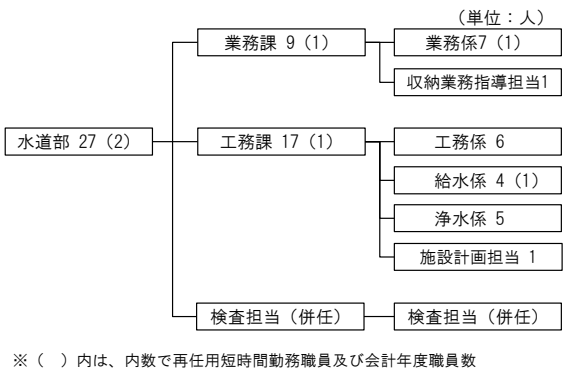 (単位:人)
業務課 9(1)
業務係7(1)
収納業務指導担当1
水道部 27(2)
工務課 17(1)
工務係 6
給水係 4(1)
浄水係 5
施設計画担当 1
検査担当(併任)
検査担当(併任)
※( )内は、内数で再任用短時間勤務職員及び会計年度職員数